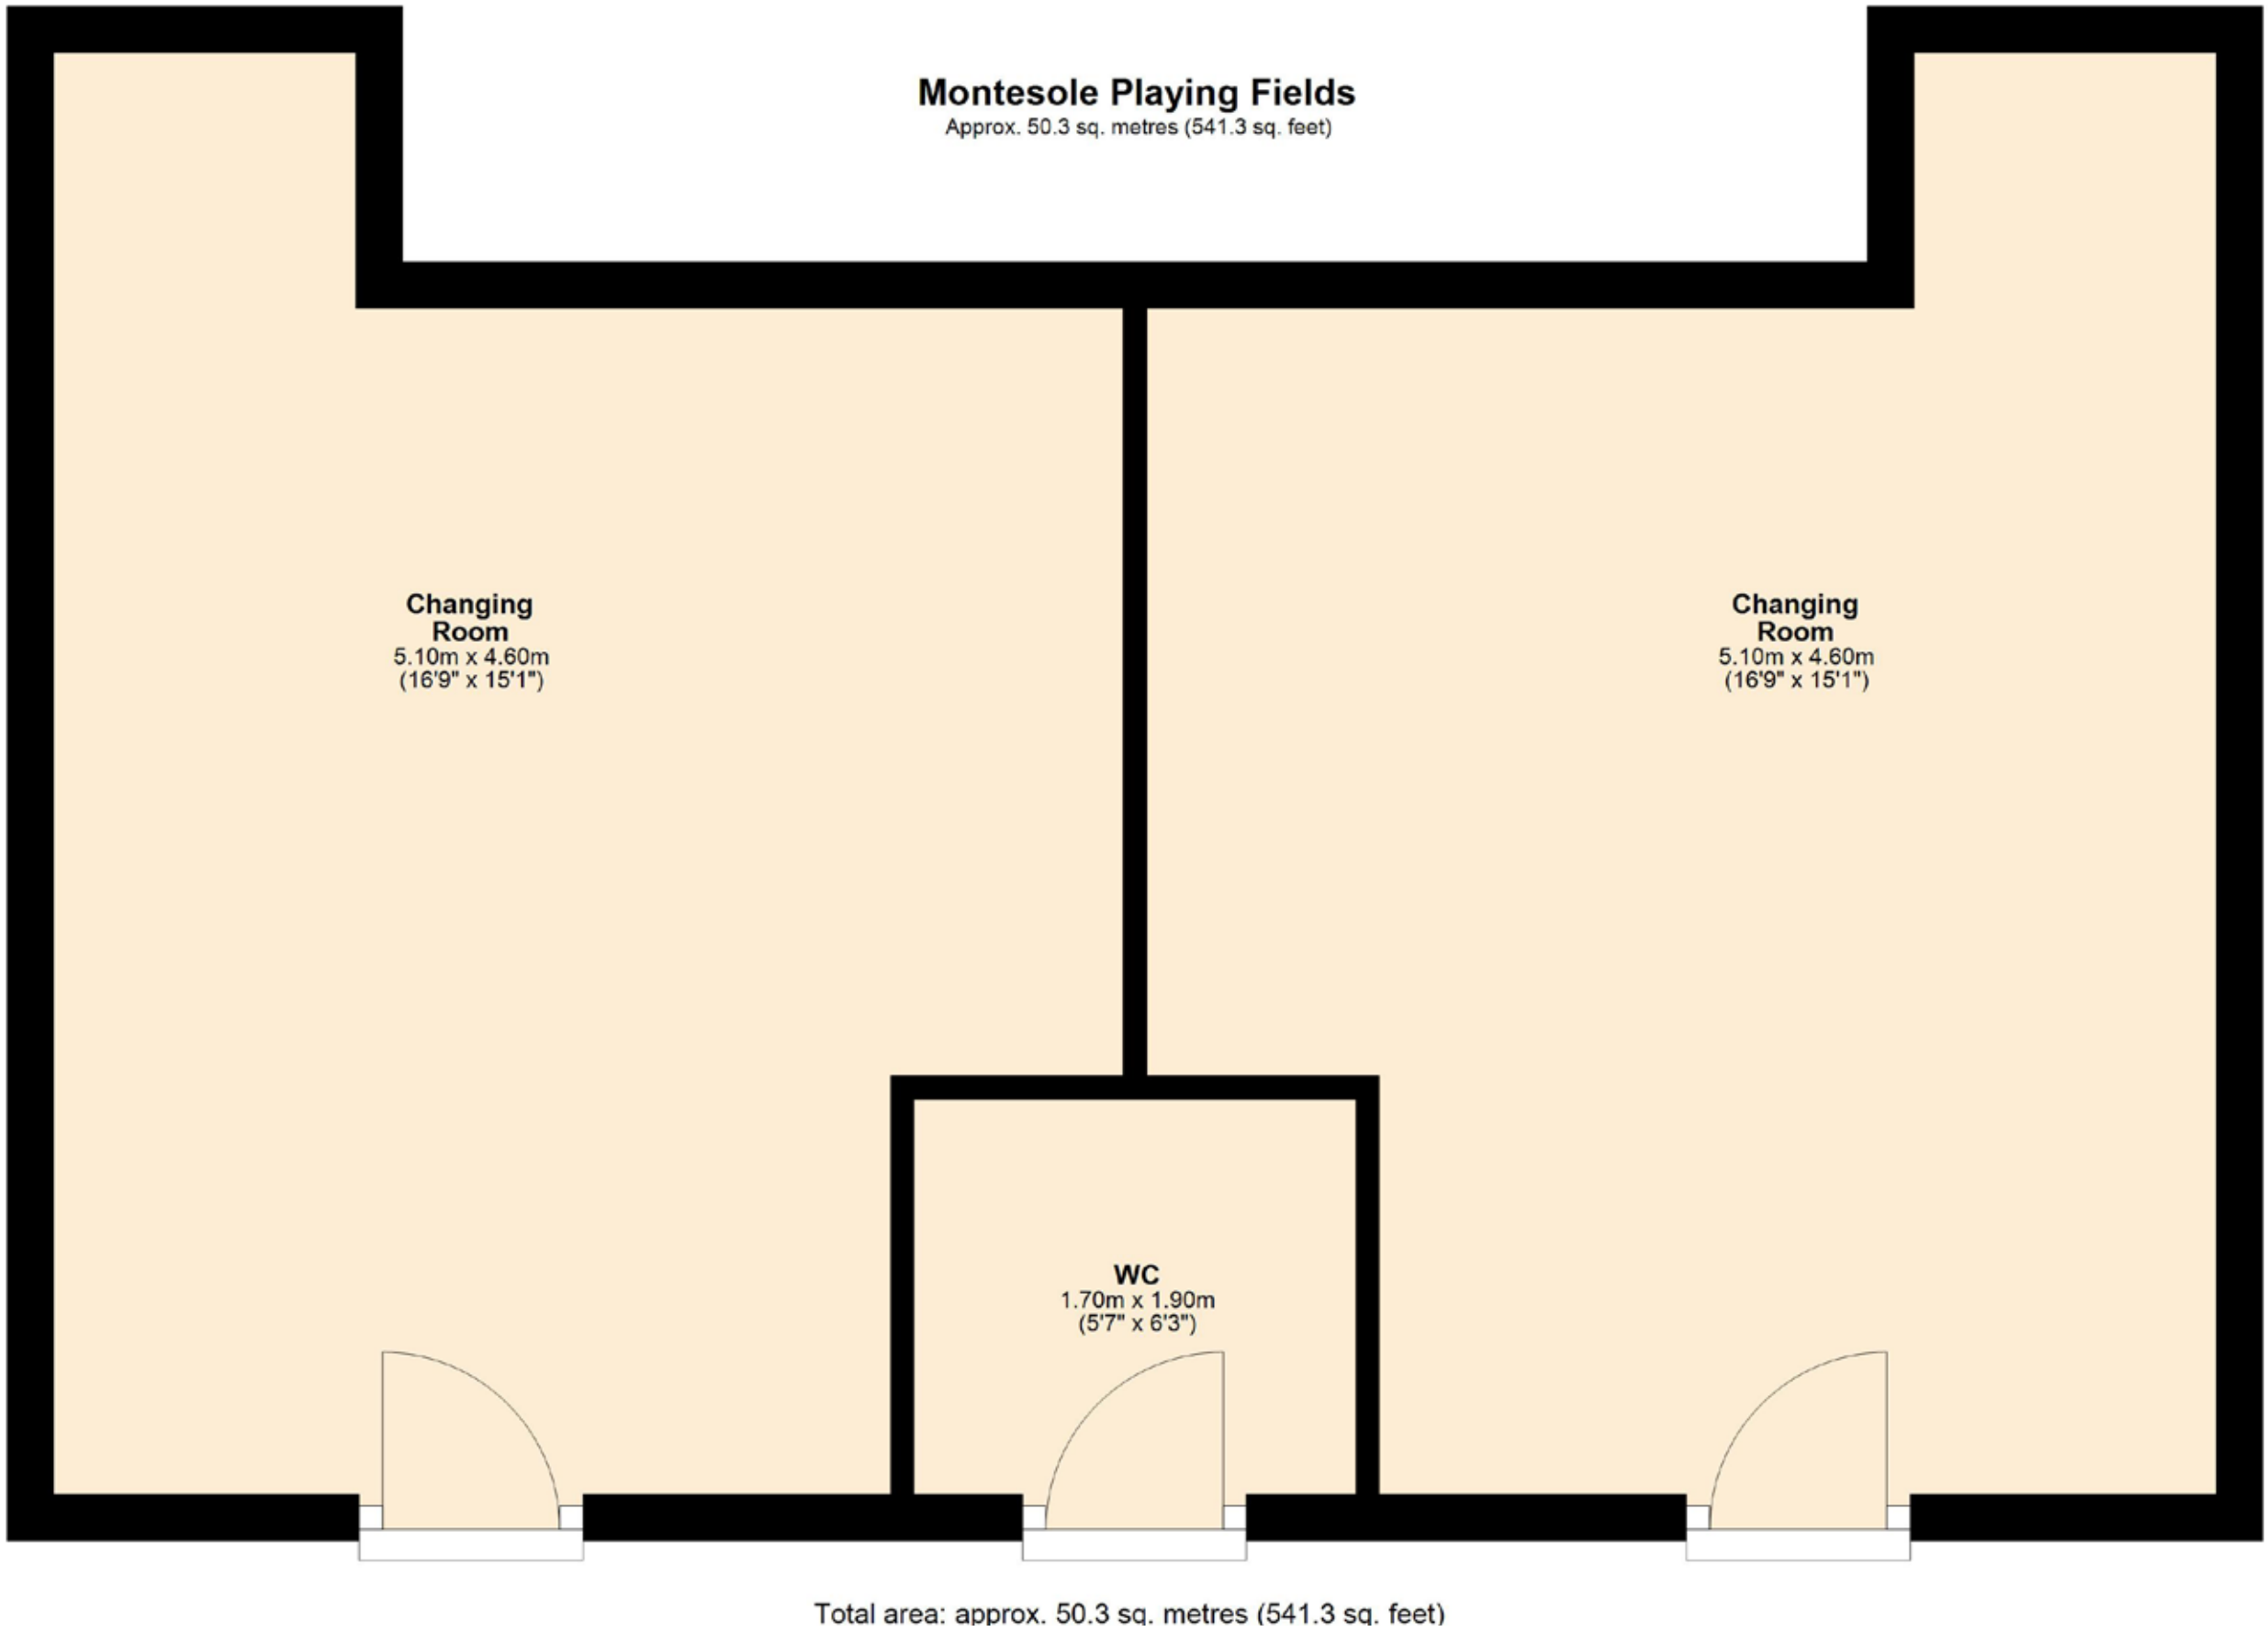 Montesole Playing Fields
Approx. 50.3 sq. metres (541.3 sq. feet)
Changing
Room
5.10m x 4.60m
(16'9" x 15'1")
Changing
Room
5.10m x 4.60m
(16'9" x 15'1")
WC
1.70m x 1.90m
(5'7" x 6'3")
Total area: approx. 50.3 sq. metres (541.3 sq. feet)